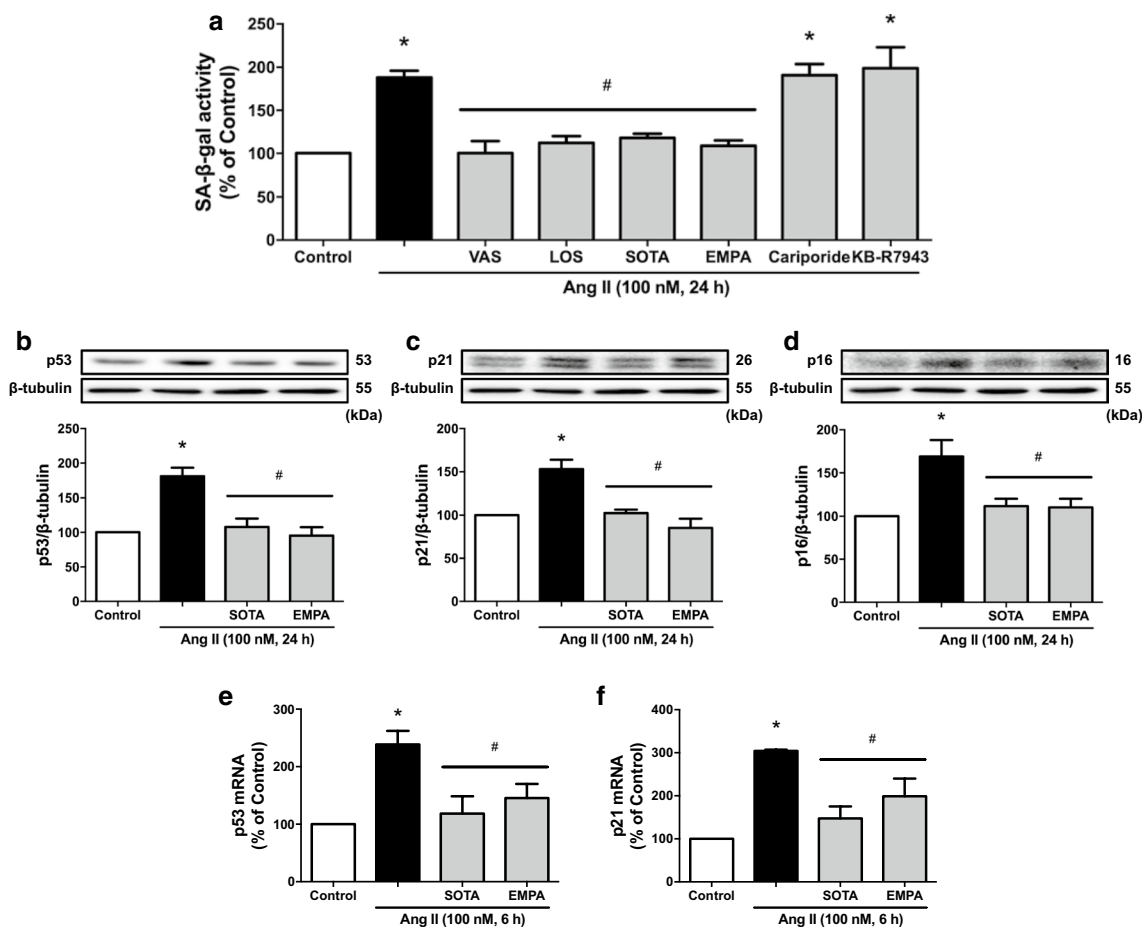 a
SA-β-gal activity
(% of Control)
250
200
150
100
50
0
*
#
*
*
Control
VAS
LOS
SOTA
EMPA
Cariporide
KB-R7943
Ang II (100 nM, 24 h)
b
p53
53
β-tubulin
55
(kDa)
p53/β-tubulin
250
200
150
100
50
0
*
#
Control
SOTA
EMPA
Ang II (100 nM, 24 h)
c
p21
26
β-tubulin
55
(kDa)
p21/β-tubulin
200
150
100
50
0
*
#
Control
SOTA
EMPA
Ang II (100 nM, 24 h)
d
p16
16
β-tubulin
55
(kDa)
p16/β-tubulin
200
150
100
50
0
*
#
Control
SOTA
EMPA
Ang II (100 nM, 24 h)
e
p53 mRNA
(% of Control)
300
200
100
0
*
#
Control
SOTA
EMPA
Ang II (100 nM, 6 h)
f
p21 mRNA
(% of Control)
400
300
200
100
0
*
#
Control
SOTA
EMPA
Ang II (100 nM, 6 h)